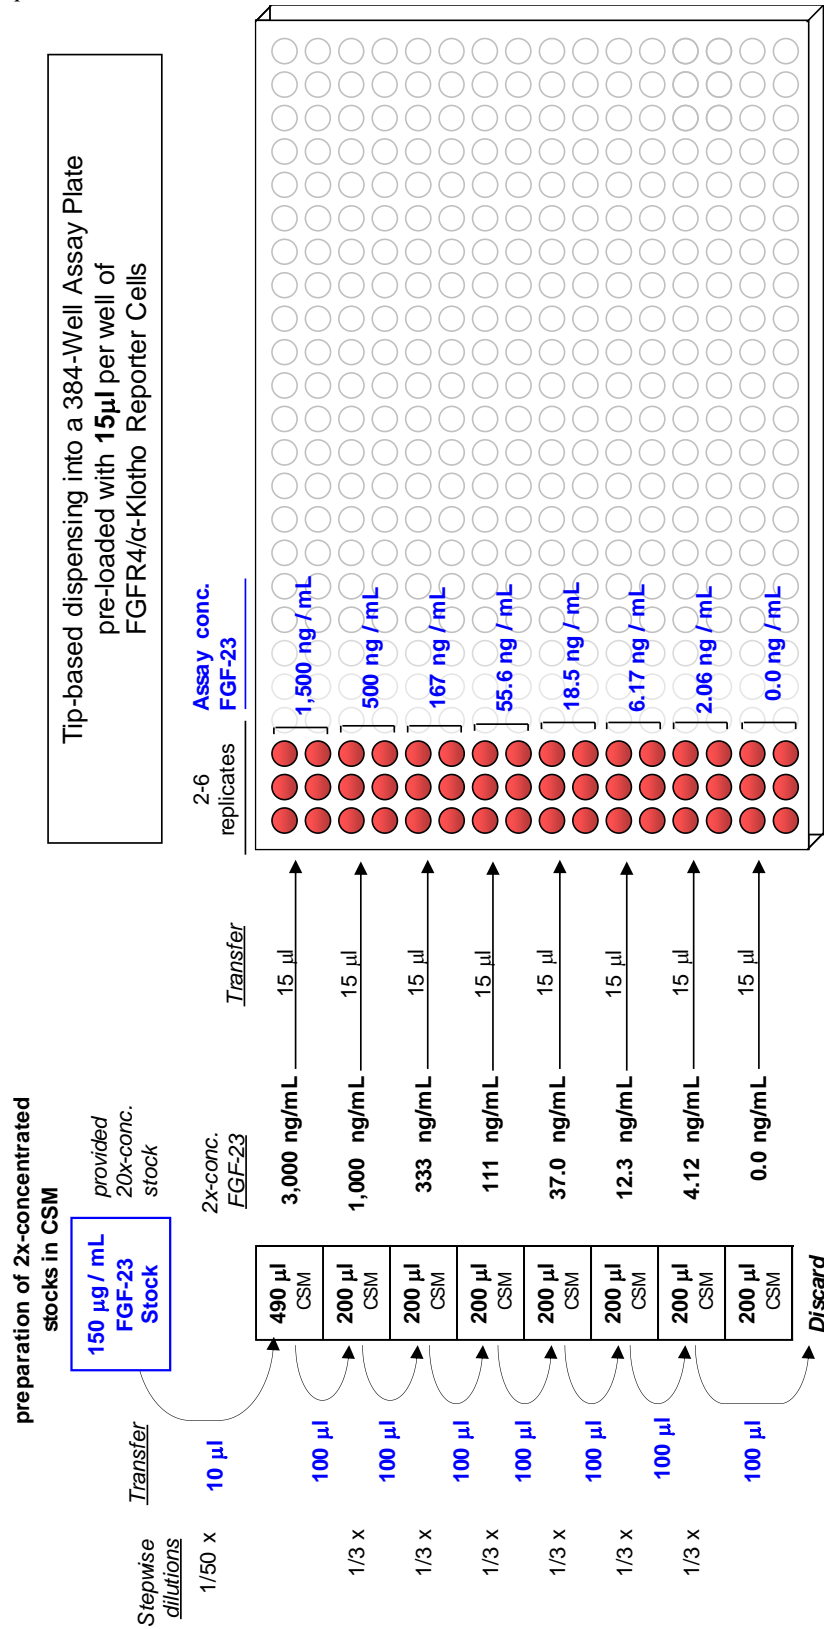 Tip-based dispensing into a 384-Well Assay Plate
pre-loaded with 15µl per well of
FGFR4/α-Klotho Reporter Cells
preparation of 2x-concentrated
stocks in CSM
150 µg / mL
FGF-23
Stock
provided
20x-conc.
stock
Stepwise
dilutions
Transfer
2x-conc.
FGF-23
Transfer
2-6
replicates
Assay conc.
FGF-23
1/50 x
10 µl
490 µl
CSM
3,000 ng/mL
15 µl
1,500 ng / mL
100 µl
1/3 x
200 µl
CSM
1,000 ng/mL
15 µl
500 ng / mL
100 µl
1/3 x
200 µl
CSM
333 ng/mL
15 µl
167 ng / mL
100 µl
1/3 x
200 µl
CSM
111 ng/mL
15 µl
55.6 ng / mL
100 µl
1/3 x
200 µl
CSM
37.0 ng/mL
15 µl
18.5 ng / mL
100 µl
1/3 x
200 µl
CSM
12.3 ng/mL
15 µl
6.17 ng / mL
100 µl
1/3 x
200 µl
CSM
4.12 ng/mL
15 µl
2.06 ng / mL
100 µl
200 µl
CSM
0.0 ng/mL
15 µl
0.0 ng / mL
Discard